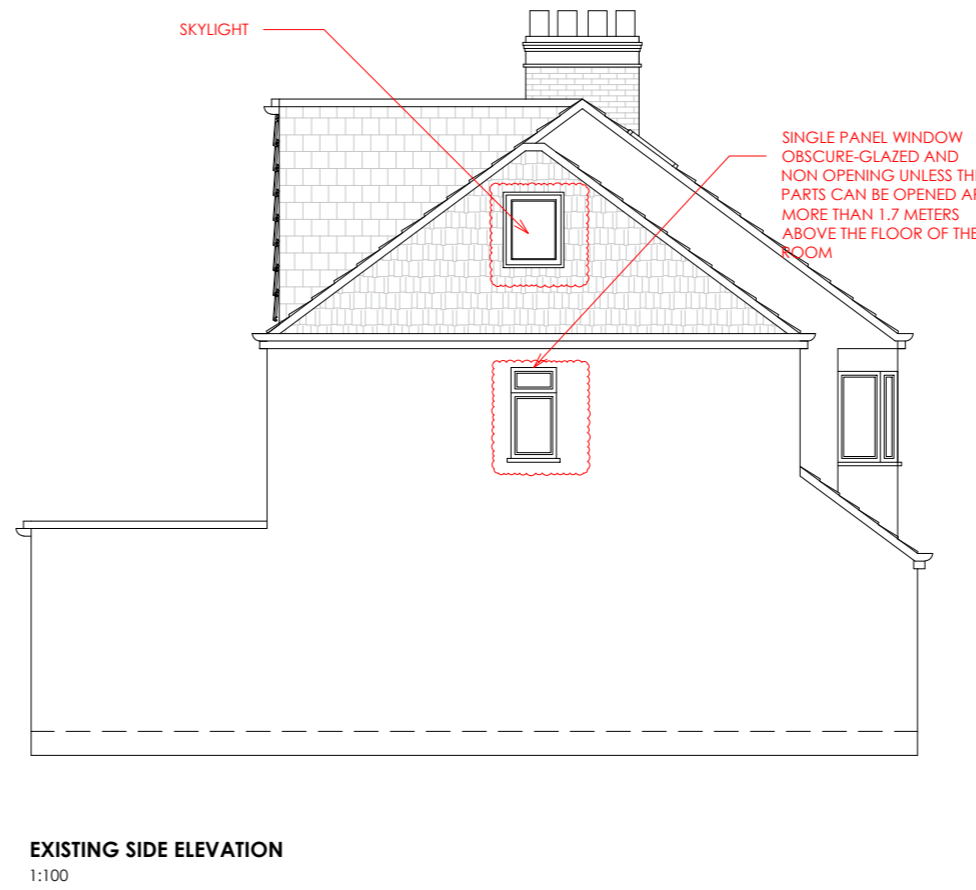 SKYLIGHT
SINGLE PANEL WINDOW
OBSCURE-GLAZED AND
NON OPENING UNLESS THE
PARTS CAN BE OPENED AR
MORE THAN 1.7 METERS
ABOVE THE FLOOR OF THE
ROOM
EXISTING SIDE ELEVATION
1:100